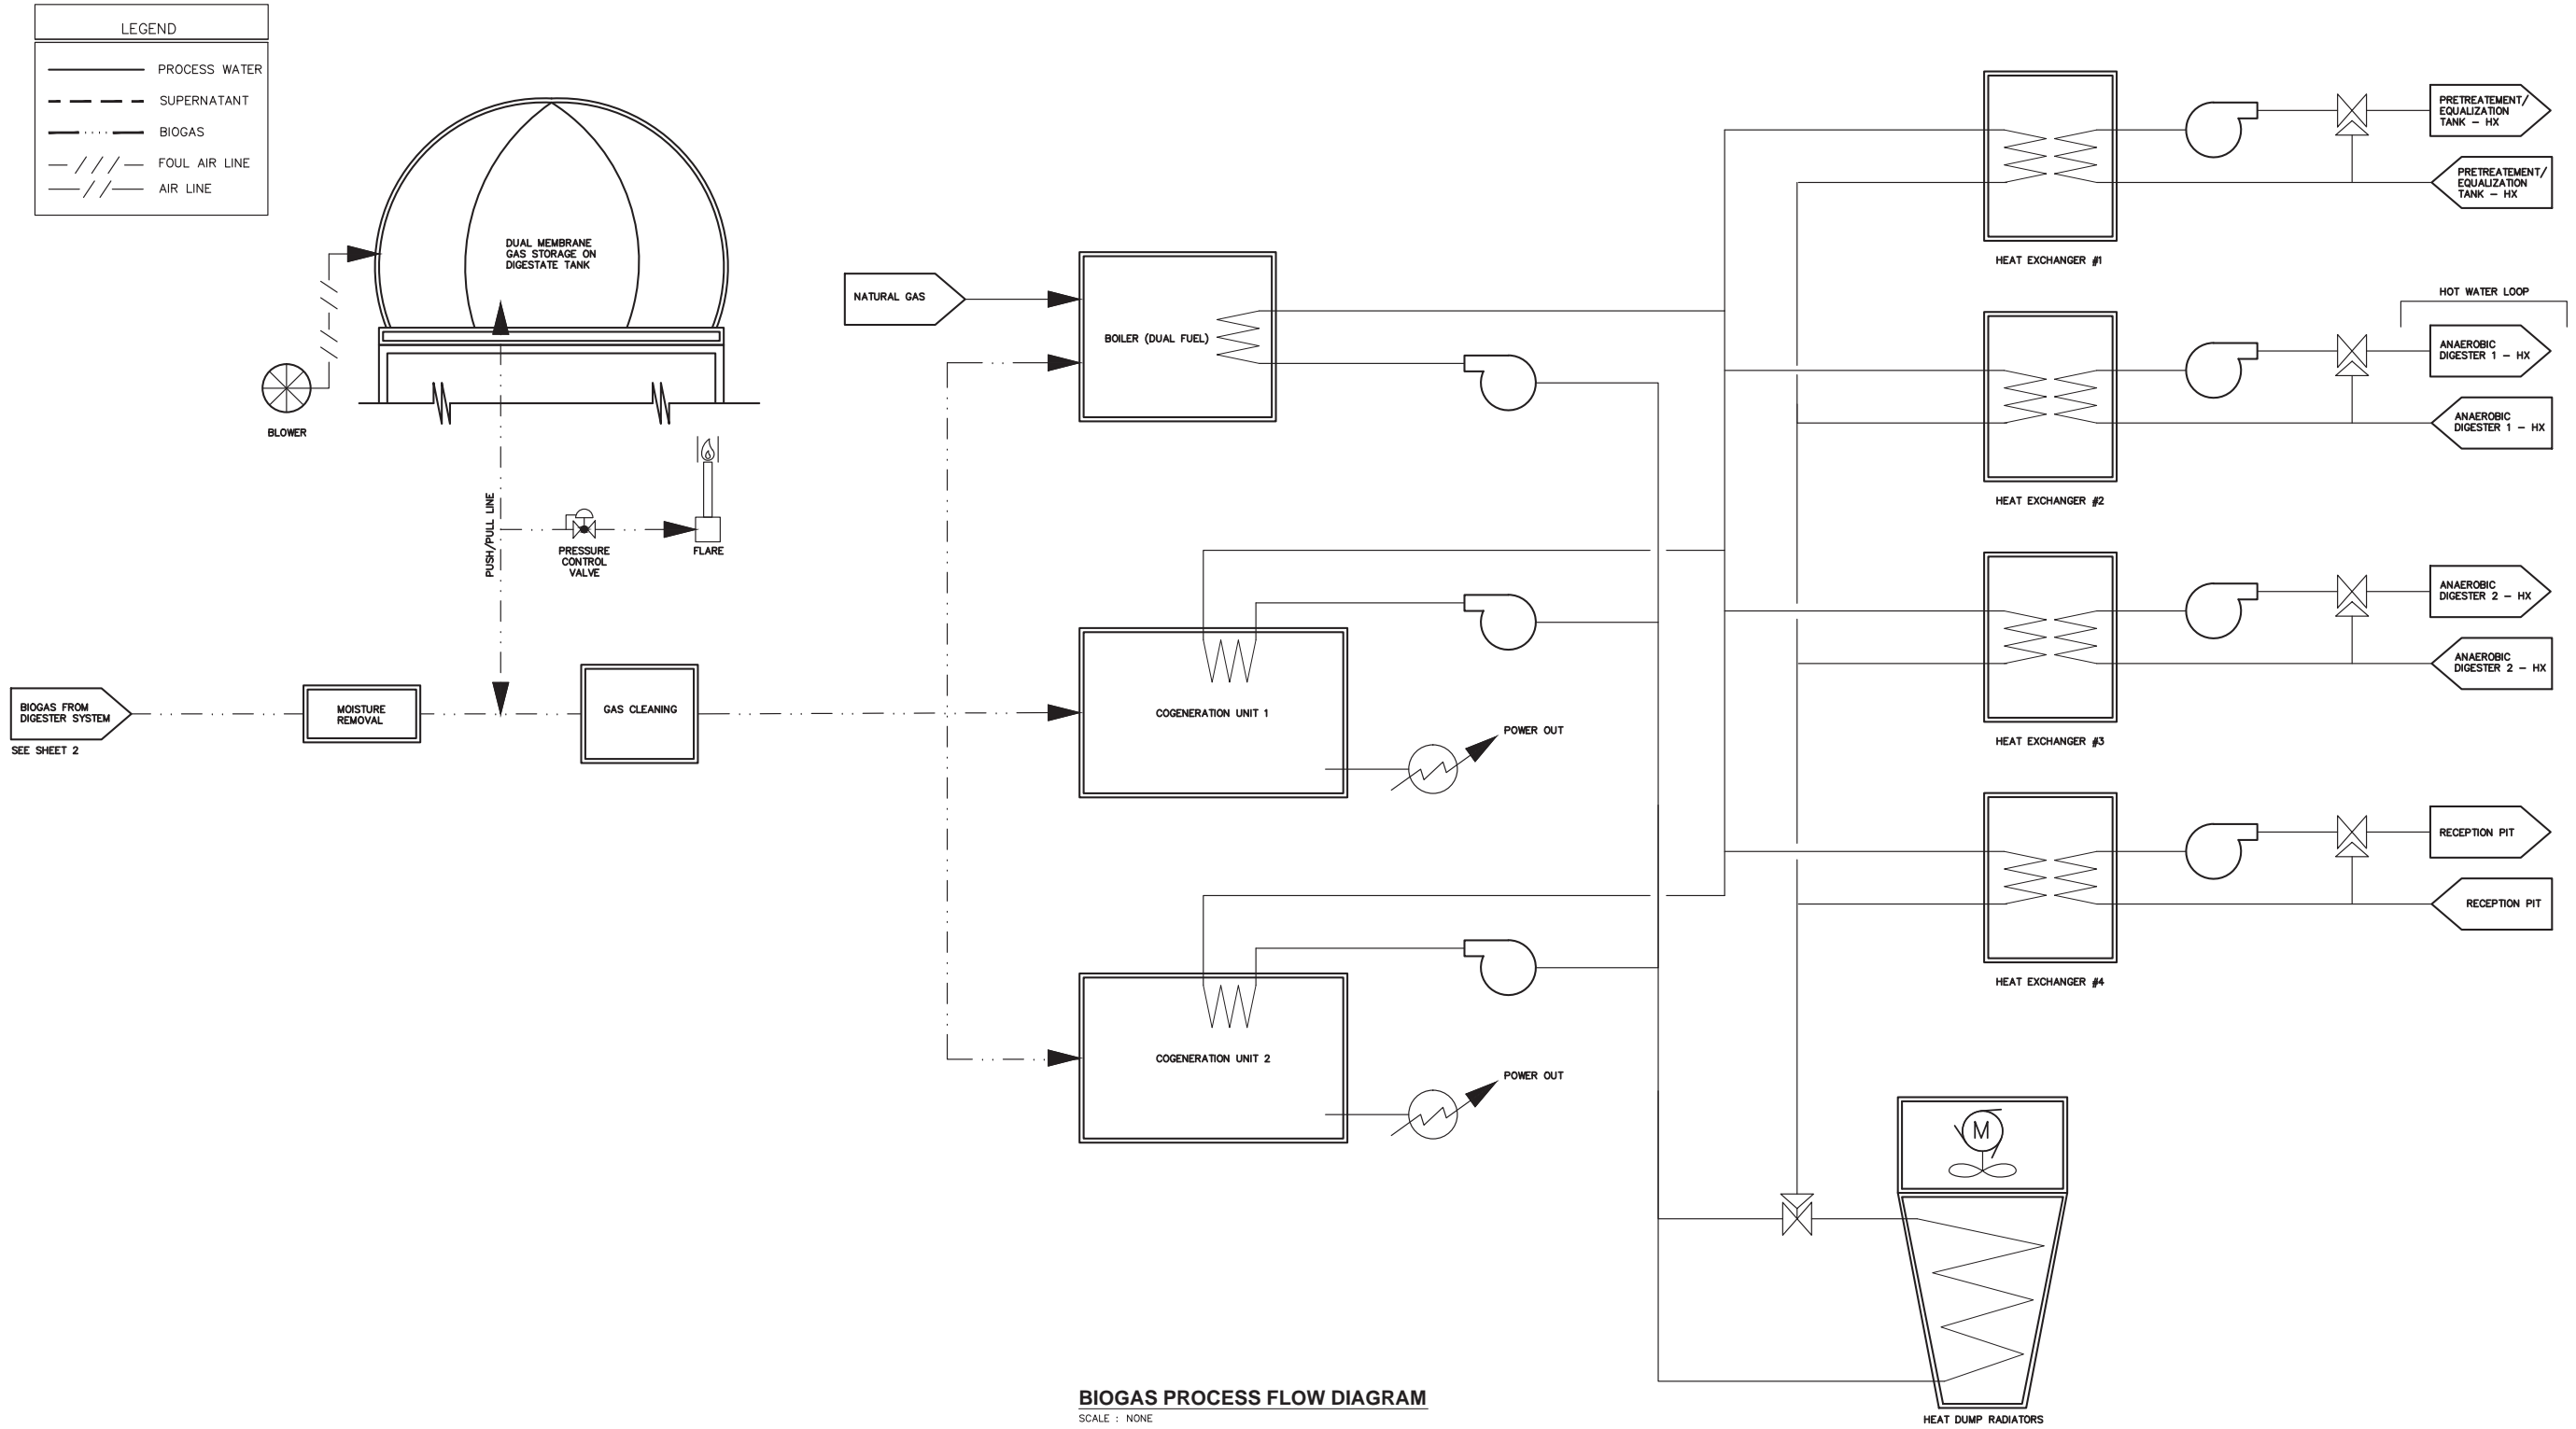 LEGEND
PROCESS WATER
SUPERNATANT
BIOGAS
FOUL AIR LINE
AIR LINE
DUAL MEMBRANE
GAS STORAGE ON
DIGESTATE TANK
BLOWER
PUSH/PULL LINE
PRESSURE
CONTROL
VALVE
FLARE
BIOGAS FROM
DIGESTER SYSTEM
SEE SHEET 2
MOISTURE
REMOVAL
GAS CLEANING
NATURAL GAS
BOILER (DUAL FUEL)
COGENERATION UNIT 1
POWER OUT
COGENERATION UNIT 2
POWER OUT
HEAT EXCHANGER #1
PRETREATEMENT/
EQUALIZATION
TANK – HX
PRETREATEMENT/
EQUALIZATION
TANK – HX
HOT WATER LOOP
HEAT EXCHANGER #2
ANAEROBIC
DIGESTER 1 – HX
ANAEROBIC
DIGESTER 1 – HX
HEAT EXCHANGER #3
ANAEROBIC
DIGESTER 2 – HX
ANAEROBIC
DIGESTER 2 – HX
HEAT EXCHANGER #4
RECEPTION PIT
RECEPTION PIT
M
HEAT DUMP RADIATORS
BIOGAS PROCESS FLOW DIAGRAM
SCALE : NONE